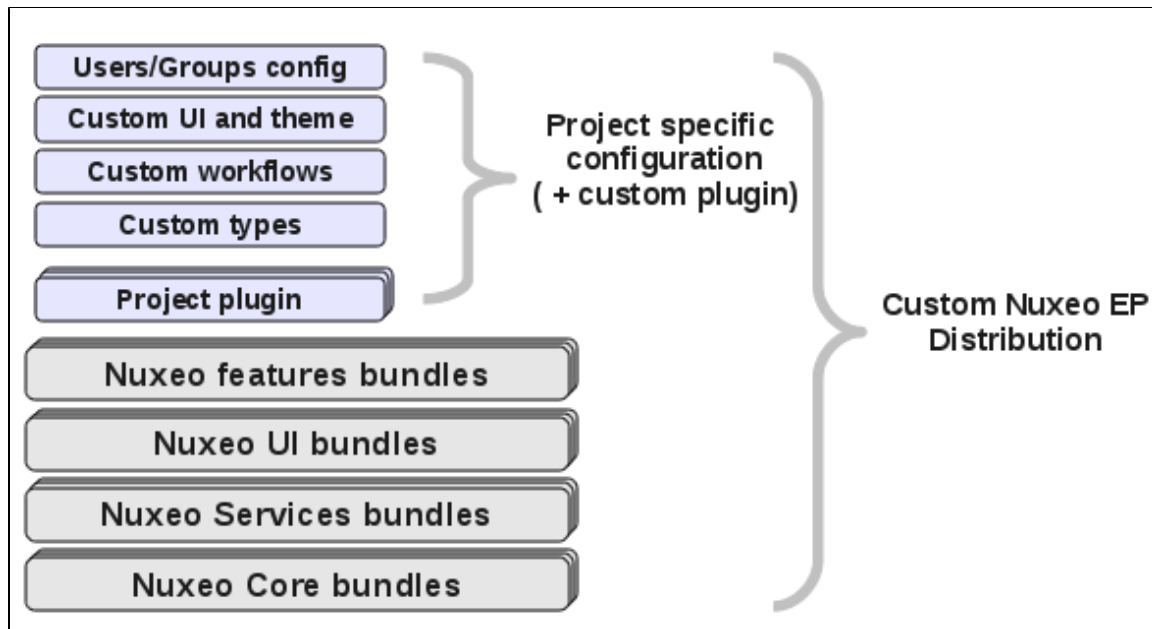 Users/Groups config
Custom UI and theme
Custom workflows
Custom types
Project plugin
Project specific
configuration
( + custom plugin)
Nuxeo features bundles
Nuxeo UI bundles
Nuxeo Services bundles
Nuxeo Core bundles
Custom Nuxeo EP
Distribution